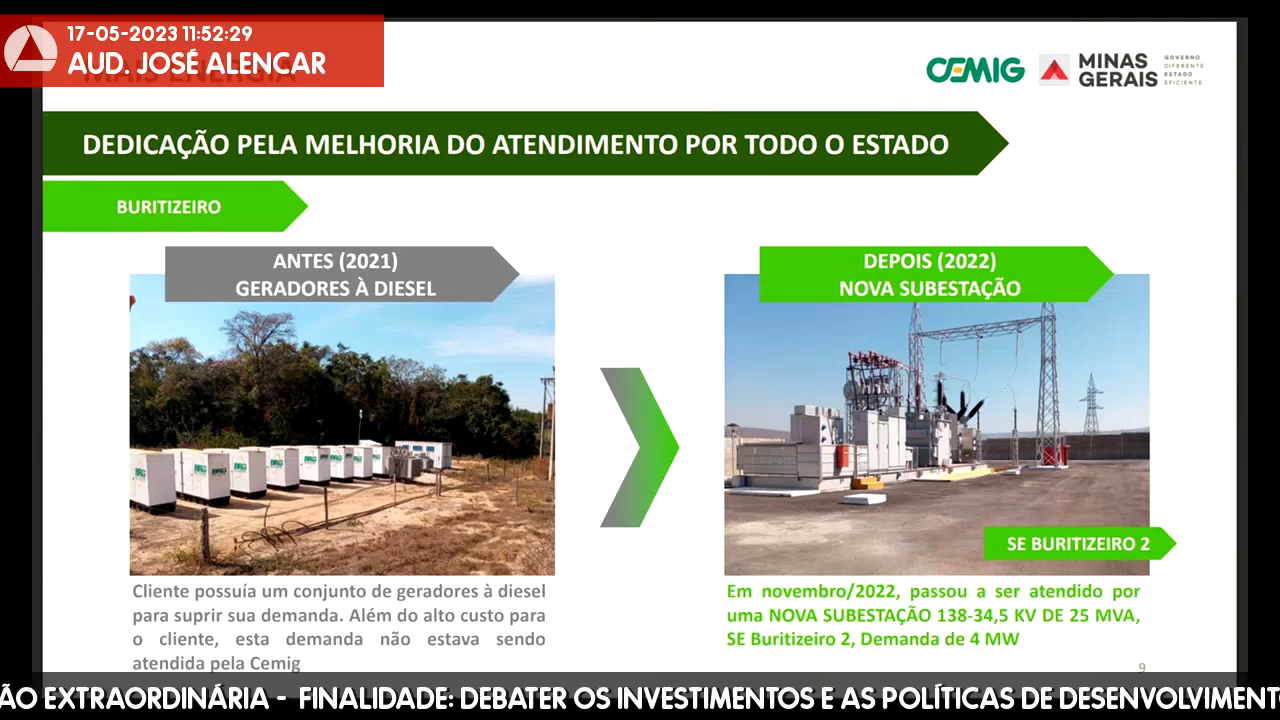 17-05-2023 11:52:29
AUD. JOSÉ ALENCAR
MAIS ENERGIA
CEMIG
MINAS GERAIS
GOVERNO
DIFERENTE
ESTADO
EFICIENTE.
DEDICAÇÃO PELA MELHORIA DO ATENDIMENTO POR TODO O ESTADO
BURITIZEIRO
ANTES (2021)
GERADORES À DIESEL
DEPOIS (2022)
NOVA SUBESTAÇÃO
BRG
BRG
BRG
SE BURITIZEIRO 2
Cliente possuía um conjunto de geradores à diesel
para suprir sua demanda. Além do alto custo para
o cliente, esta demanda não estava sendo
atendida pela Cemig
Em novembro/2022, passou a ser atendido por
uma NOVA SUBESTAÇÃO 138-34,5 KV DE 25 MVA,
SE Buritizeiro 2, Demanda de 4 MW
9
ÃO EXTRAORDINÁRIA - FINALIDADE: DEBATER OS INVESTIMENTOS E AS POLÍTICAS DE DESENVOLVIMENT